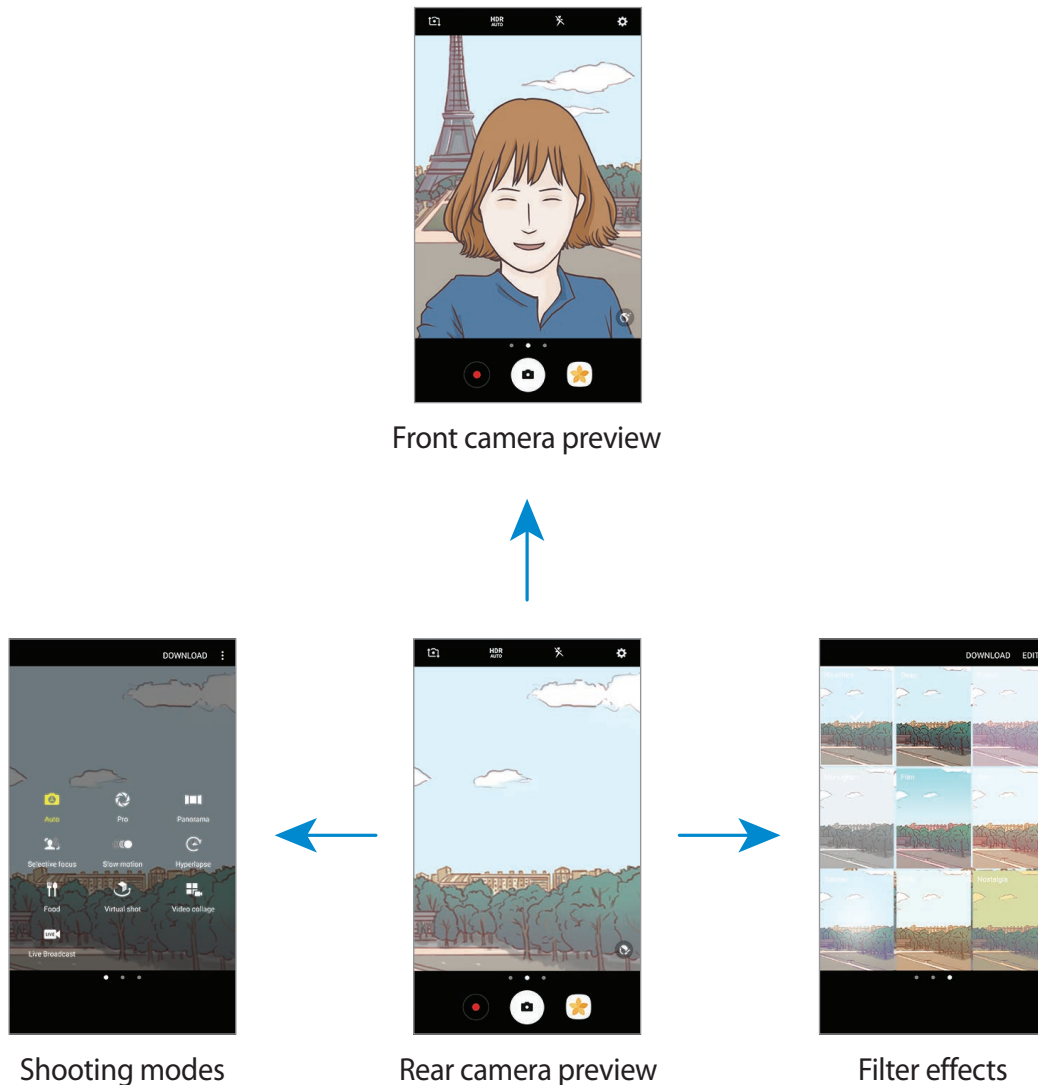 HDR
AUTO
Front camera preview
DOWNLOAD
Auto
Pro
Panorama
Selective focus
Slow motion
Hyperlapse
Food
Virtual shot
Video collage
LIVE
Live Broadcast
Shooting modes
HDR
AUTO
Rear camera preview
DOWNLOAD EDIT
Film
Nostalgia
Filter effects